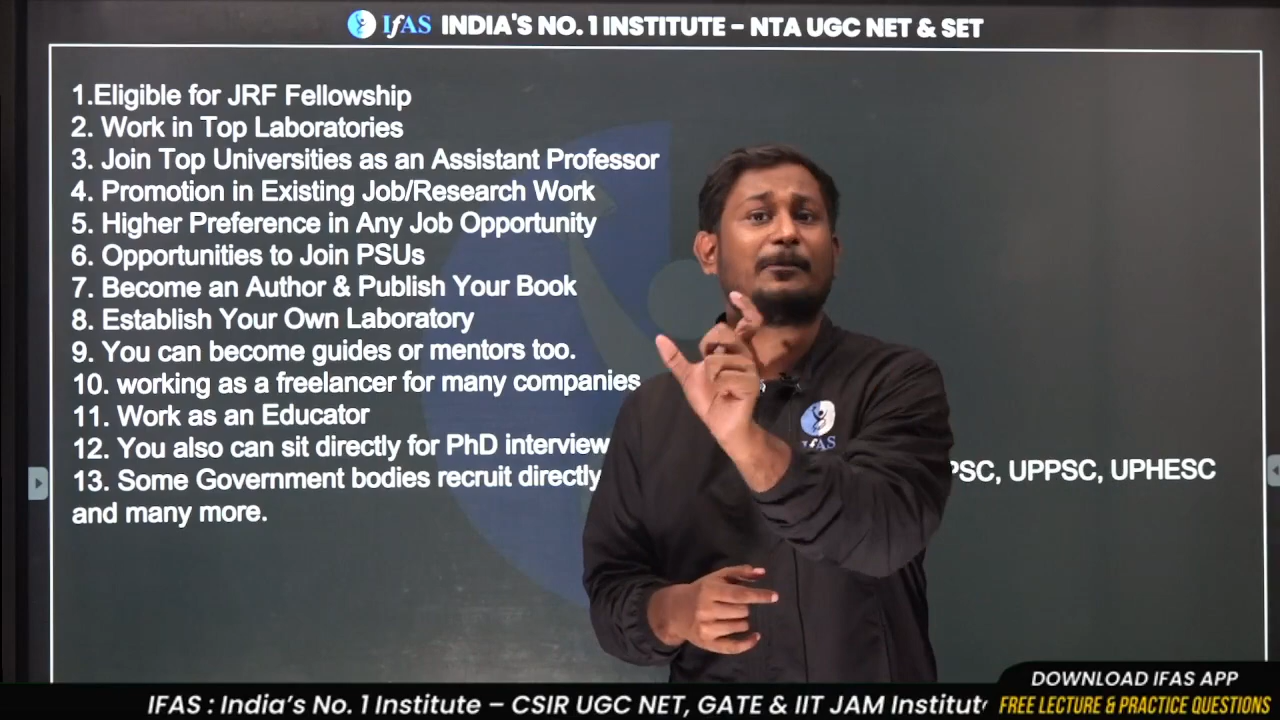 IfAS INDIA'S NO. 1 INSTITUTE – NTA UGC NET & SET
1.Eligible for JRF Fellowship
2. Work in Top Laboratories
3. Join Top Universities as an Assistant Professor
4. Promotion in Existing Job/Research Work
5. Higher Preference in Any Job Opportunity
6. Opportunities to Join PSUs
7. Become an Author & Publish Your Book
8. Establish Your Own Laboratory
9. You can become guides or mentors too.
10. working as a freelancer for many companies
11. Work as an Educator
12. You also can sit directly for PhD interview
13. Some Government bodies recruit directly PSC, UPPSC, UPHESC
and many more.
IfAS
DOWNLOAD IFAS APP
IFAS : India's No. 1 Institute – CSIR UGC NET, GATE & IIT JAM Institut
FREE LECTURE & PRACTICE QUESTIONS